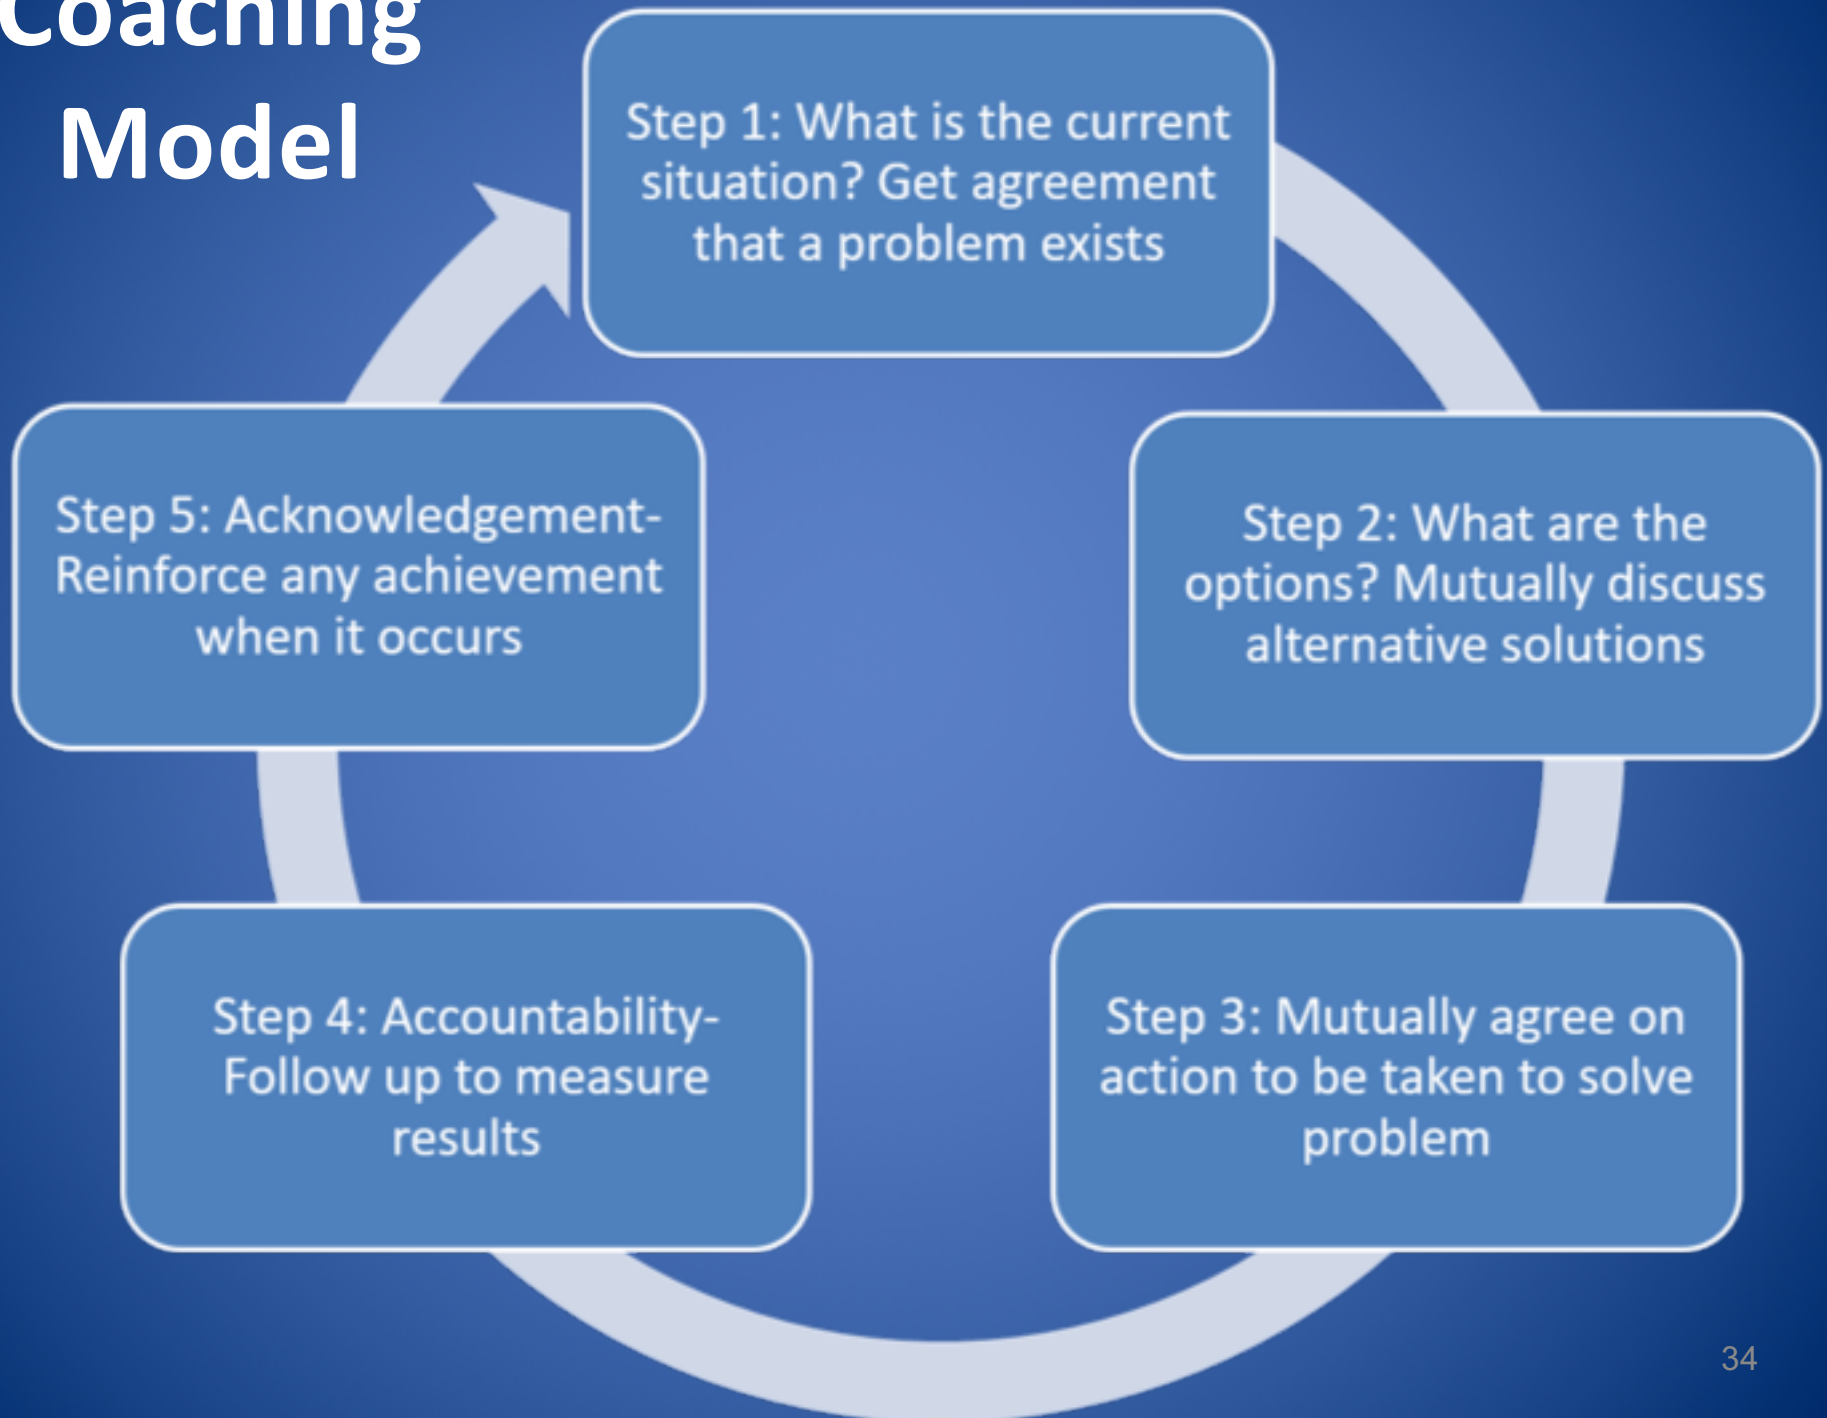 Coaching
Model
Step 1: What is the current
situation? Get agreement
that a problem exists
Step 2: What are the
options? Mutually discuss
alternative solutions
Step 3: Mutually agree on
action to be taken to solve
problem
Step 4: Accountability-
Follow up to measure
results
Step 5: Acknowledgement-
Reinforce any achievement
when it occurs
34